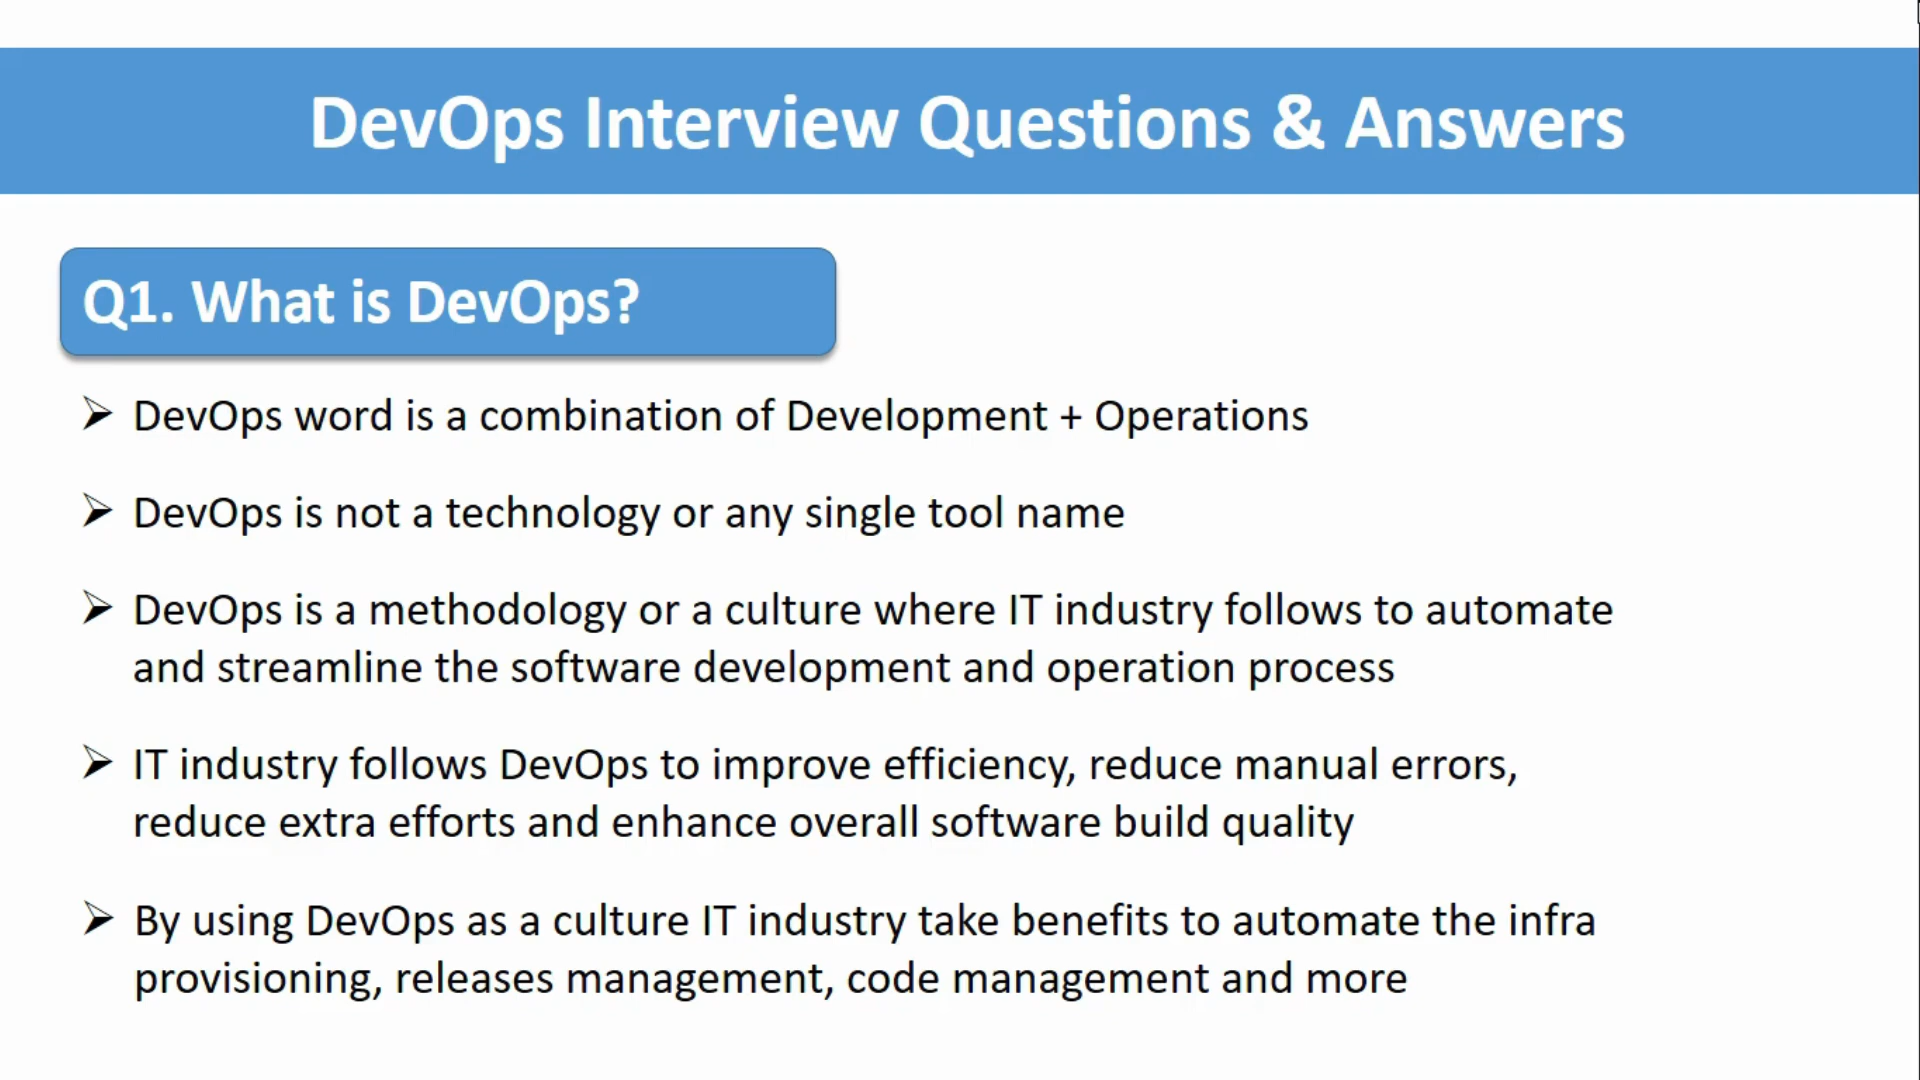 DevOps Interview Questions & Answers
Q1. What is DevOps?
➢ DevOps word is a combination of Development + Operations
➢ DevOps is not a technology or any single tool name
➢ DevOps is a methodology or a culture where IT industry follows to automate
and streamline the software development and operation process
➢ IT industry follows DevOps to improve efficiency, reduce manual errors,
reduce extra efforts and enhance overall software build quality
➢ By using DevOps as a culture IT industry take benefits to automate the infra
provisioning, releases management, code management and more